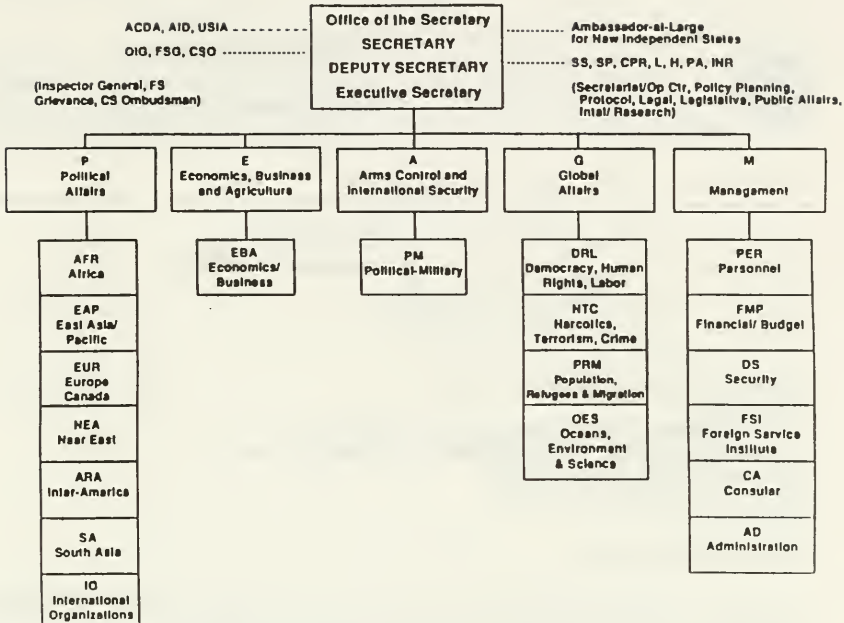 ACDA, AID, USIA
OIG, FSG, CSO
(Inspector General, FS
Grievance, CS Ombudsman)
Office of the Secretary
SECRETARY
DEPUTY SECRETARY
Executive Secretary
Ambassador-at-Large
for New Independent States
SS, SP, CPR, L, H, PA, INR
(Secretariat/Op Ctr, Policy Planning,
Protocol, Legal, Legislative, Public Affairs,
Intel/ Research)
P
Political
Affairs
E
Economics, Business
and Agriculture
A
Arms Control and
International Security
G
Global
Affairs
M
Management
AFR
Africa
EAP
East Asia/
Pacific
EUR
Europe
Canada
NEA
Near East
ARA
Inter-America
SA
South Asia
IO
International
Organizations
EBA
Economics/
Business
PM
Political-Military
DRL
Democracy, Human
Rights, Labor
NTC
Narcotics,
Terrorism, Crime
PRM
Population,
Refugees & Migration
OES
Oceans,
Environment
& Science
PER
Personnel
FMP
Financial/ Budget
DS
Security
FSI
Foreign Service
Institute
CA
Consular
AD
Administration